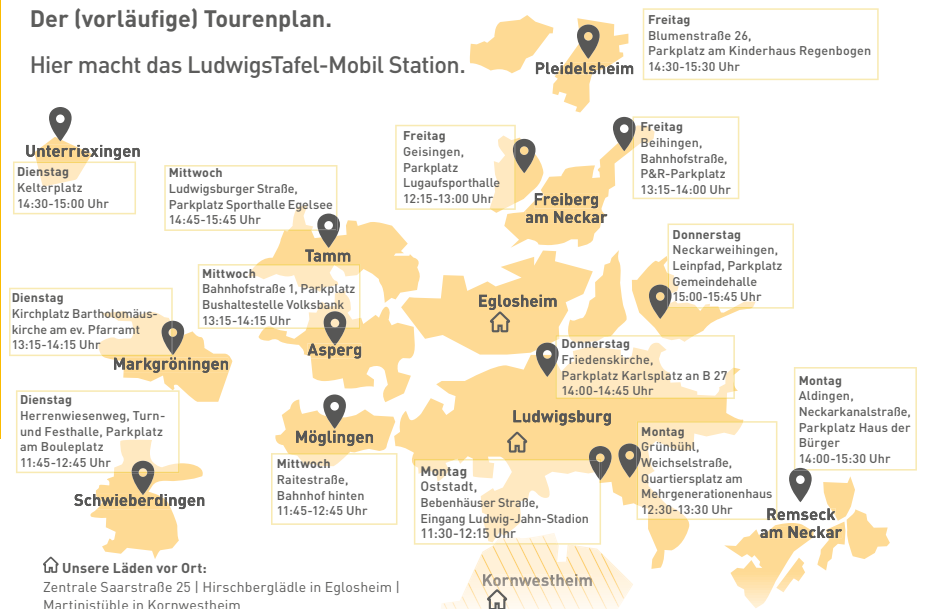 Der (vorläufige) Tourenplan.
Hier macht das LudwigsTafel-Mobil Station.
Freitag
Blumenstraße 26,
Parkplatz am Kinderhaus Regenbogen
14:30-15:30 Uhr
Pleidelsheim
Unterriexingen
Dienstag
Kelterplatz
14:30-15:00 Uhr
Mittwoch
Ludwigsburger Straße,
Parkplatz Sporthalle Egelsee
14:45-15:45 Uhr
Tamm
Freitag
Geisingen,
Parkplatz
Lugaufsporthalle
12:15-13:00 Uhr
Freitag
Beihingen,
Bahnhofstraße,
P&R-Parkplatz
13:15-14:00 Uhr
Freiberg
am Neckar
Donnerstag
Neckarweihingen,
Leinpfad, Parkplatz
Gemeindehalle
15:00-15:45 Uhr
Mittwoch
Bahnhofstraße 1, Parkplatz
Bushaltestelle Volksbank
13:15-14:15 Uhr
Asperg
Eglosheim
Dienstag
Kirchplatz Bartholomäus-
kirche am ev. Pfarramt
13:15-14:15 Uhr
Markgröningen
Donnerstag
Friedenskirche,
Parkplatz Karlsplatz an B 27
14:00-14:45 Uhr
Ludwigsburg
Dienstag
Herrenwiesenweg, Turn-
und Festhalle, Parkplatz
am Bouleplatz
11:45-12:45 Uhr
Schwieberdingen
Möglingen
Mittwoch
Raitestraße,
Bahnhof hinten
11:45-12:45 Uhr
Montag
Oststadt,
Bebenhäuser Straße,
Eingang Ludwig-Jahn-Stadion
11:30-12:15 Uhr
Montag
Grünbühl,
Weichselstraße,
Quartiersplatz am
Mehrgenerationenhaus
12:30-13:30 Uhr
Montag
Aldingen,
Neckarkanalstraße,
Parkplatz Haus der
Bürger
14:00-15:30 Uhr
Remseck
am Neckar
Kornwestheim
Unsere Läden vor Ort:
Zentrale Saarstraße 25 | Hirschberglädle in Eglosheim |
Martinistüble in Kornwestheim